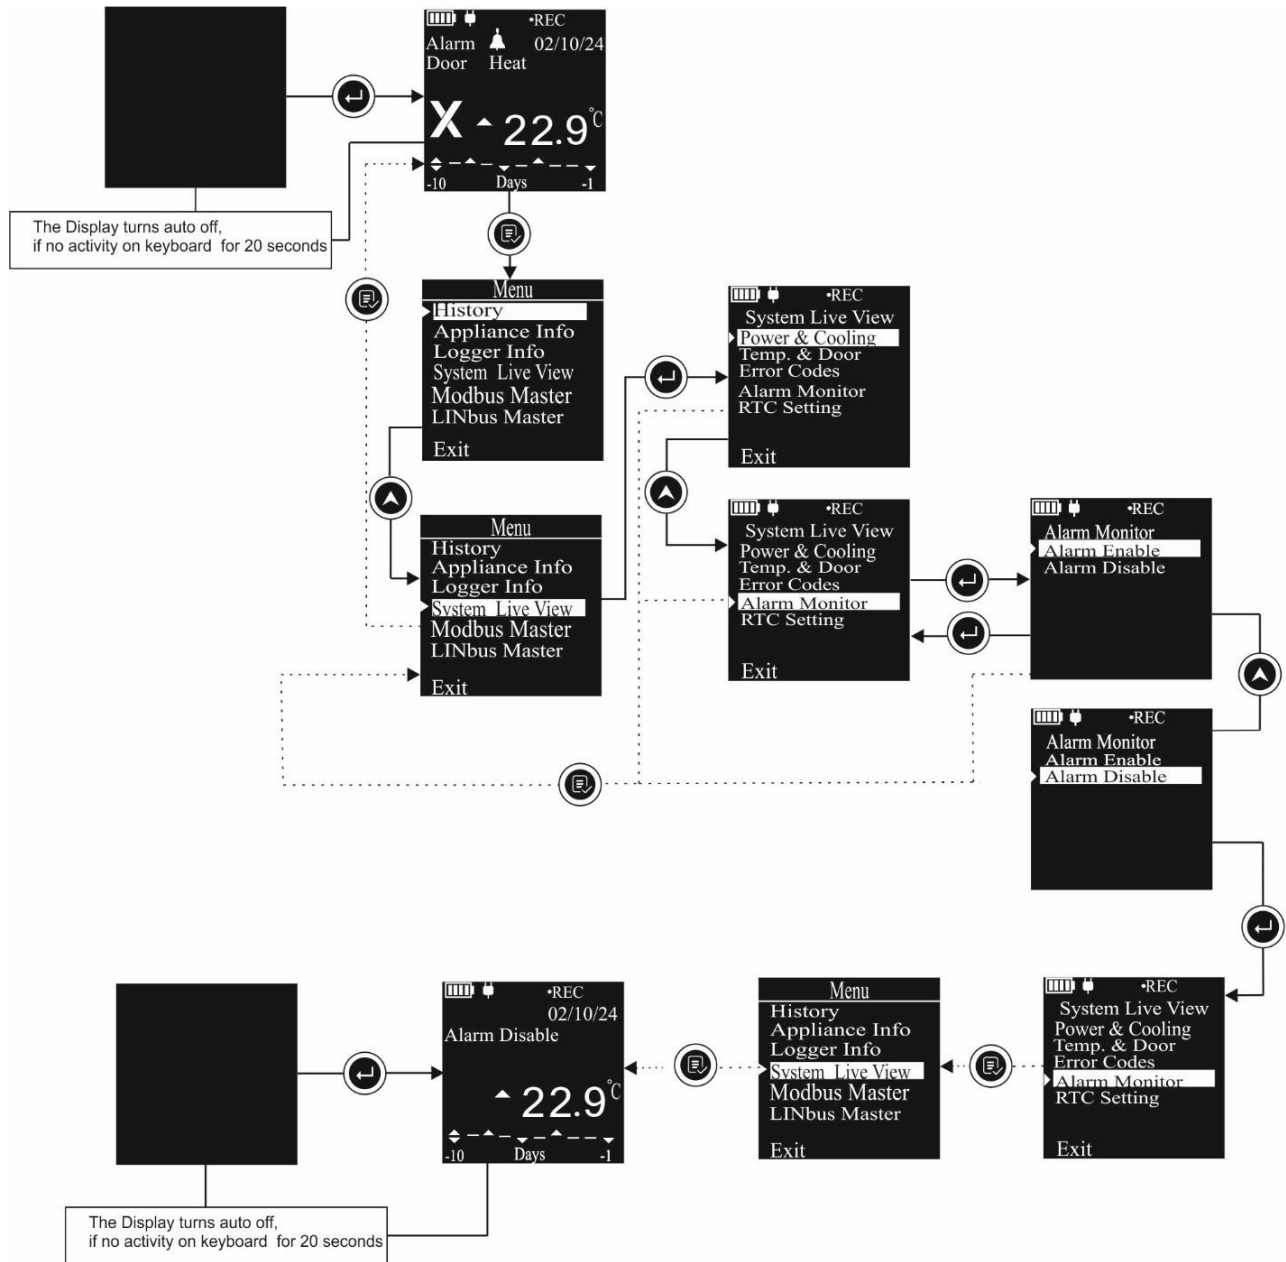 •REC
Alarm 02/10/24
Door Heat
X 22.9°C
-10 Days -1
The Display turns auto off,
if no activity on keyboard for 20 seconds
Menu
History
Appliance Info
Logger Info
System Live View
Modbus Master
LINbus Master
Exit
•REC
System Live View
Power & Cooling
Temp. & Door
Error Codes
Alarm Monitor
RTC Setting
Exit
Menu
History
Appliance Info
Logger Info
System Live View
Modbus Master
LINbus Master
Exit
•REC
System Live View
Power & Cooling
Temp. & Door
Error Codes
Alarm Monitor
RTC Setting
Exit
•REC
Alarm Monitor
Alarm Enable
Alarm Disable
•REC
Alarm Monitor
Alarm Enable
Alarm Disable
•REC
02/10/24
Alarm Disable
22.9°C
-10 Days -1
Menu
History
Appliance Info
Logger Info
System Live View
Modbus Master
LINbus Master
Exit
•REC
System Live View
Power & Cooling
Temp. & Door
Error Codes
Alarm Monitor
RTC Setting
Exit
The Display turns auto off,
if no activity on keyboard for 20 seconds